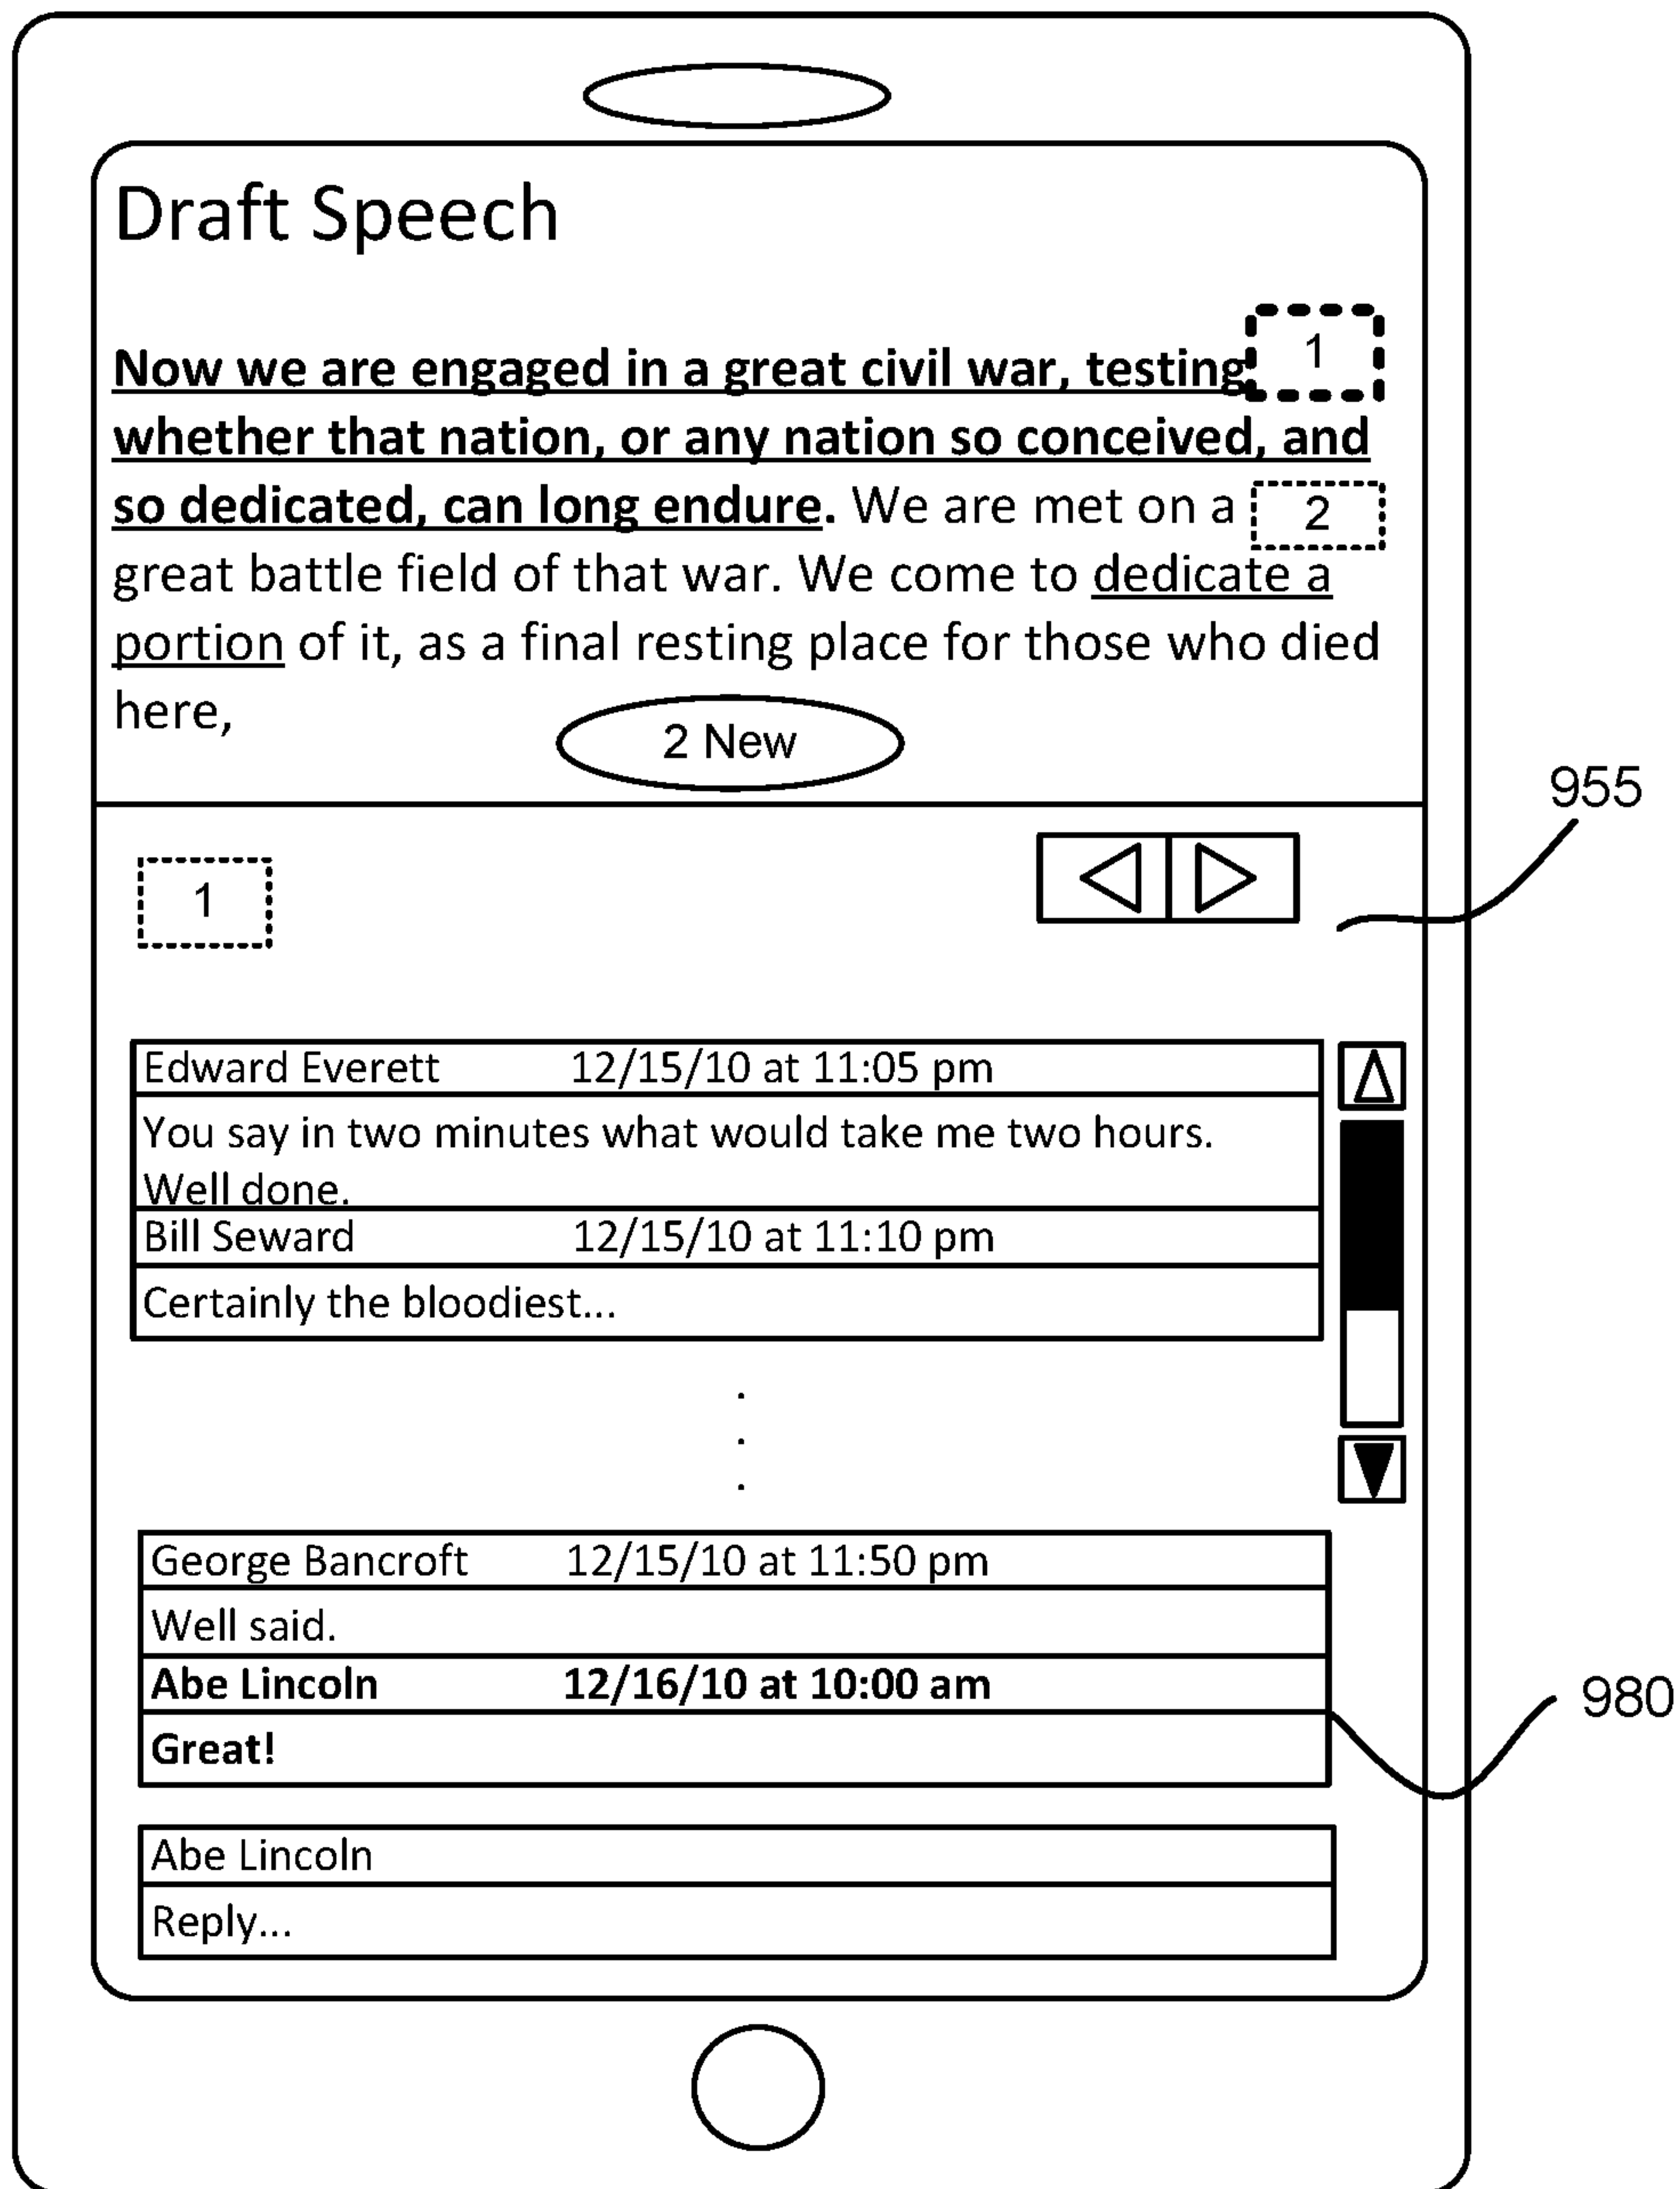 Draft Speech
Now we are engaged in a great civil war, testing 1
whether that nation, or any nation so conceived, and
so dedicated, can long endure. We are met on a 2
great battle field of that war. We come to dedicate a
portion of it, as a final resting place for those who died
here,
2 New
955
1
Edward Everett 12/15/10 at 11:05 pm
You say in two minutes what would take me two hours.
Well done.
Bill Seward 12/15/10 at 11:10 pm
Certainly the bloodiest...
George Bancroft 12/15/10 at 11:50 pm
Well said.
Abe Lincoln 12/16/10 at 10:00 am
980
Great!
Abe Lincoln
Reply...